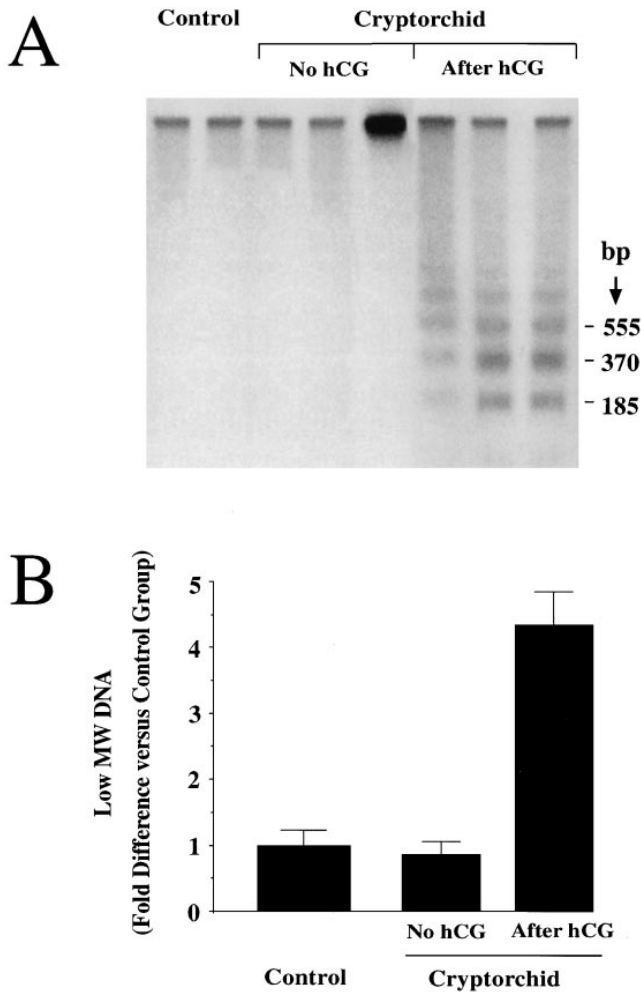 A
Control Cryptorchid
No hCG After hCG
bp
555
370
185
B
Low MW DNA
(Fold Difference versus Control Group)
5
4
3
2
1
0
No hCG After hCG
Control Cryptorchid